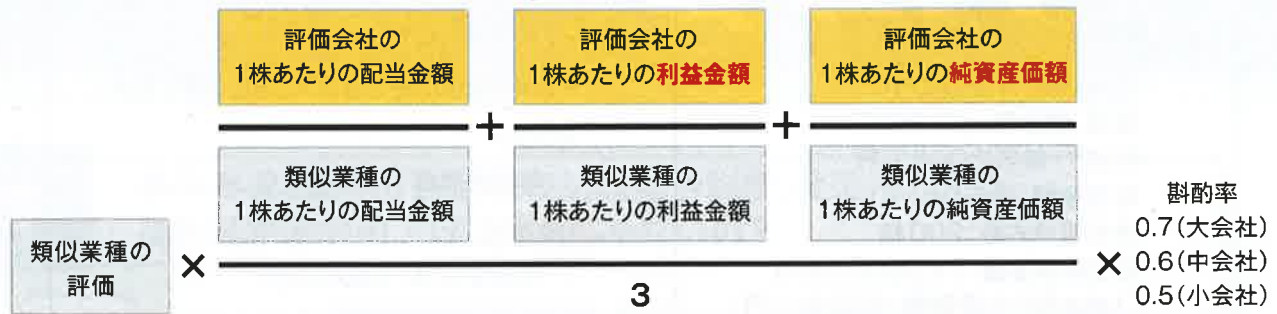 評価会社の
1株あたりの配当金額
評価会社の
1株あたりの利益金額
評価会社の
1株あたりの純資産価額
+
+
類似業種の
1株あたりの配当金額
類似業種の
1株あたりの利益金額
類似業種の
1株あたりの純資産価額
類似業種の
評価
×
3
×
斟酌率
0.7(大会社)
0.6(中会社)
0.5(小会社)